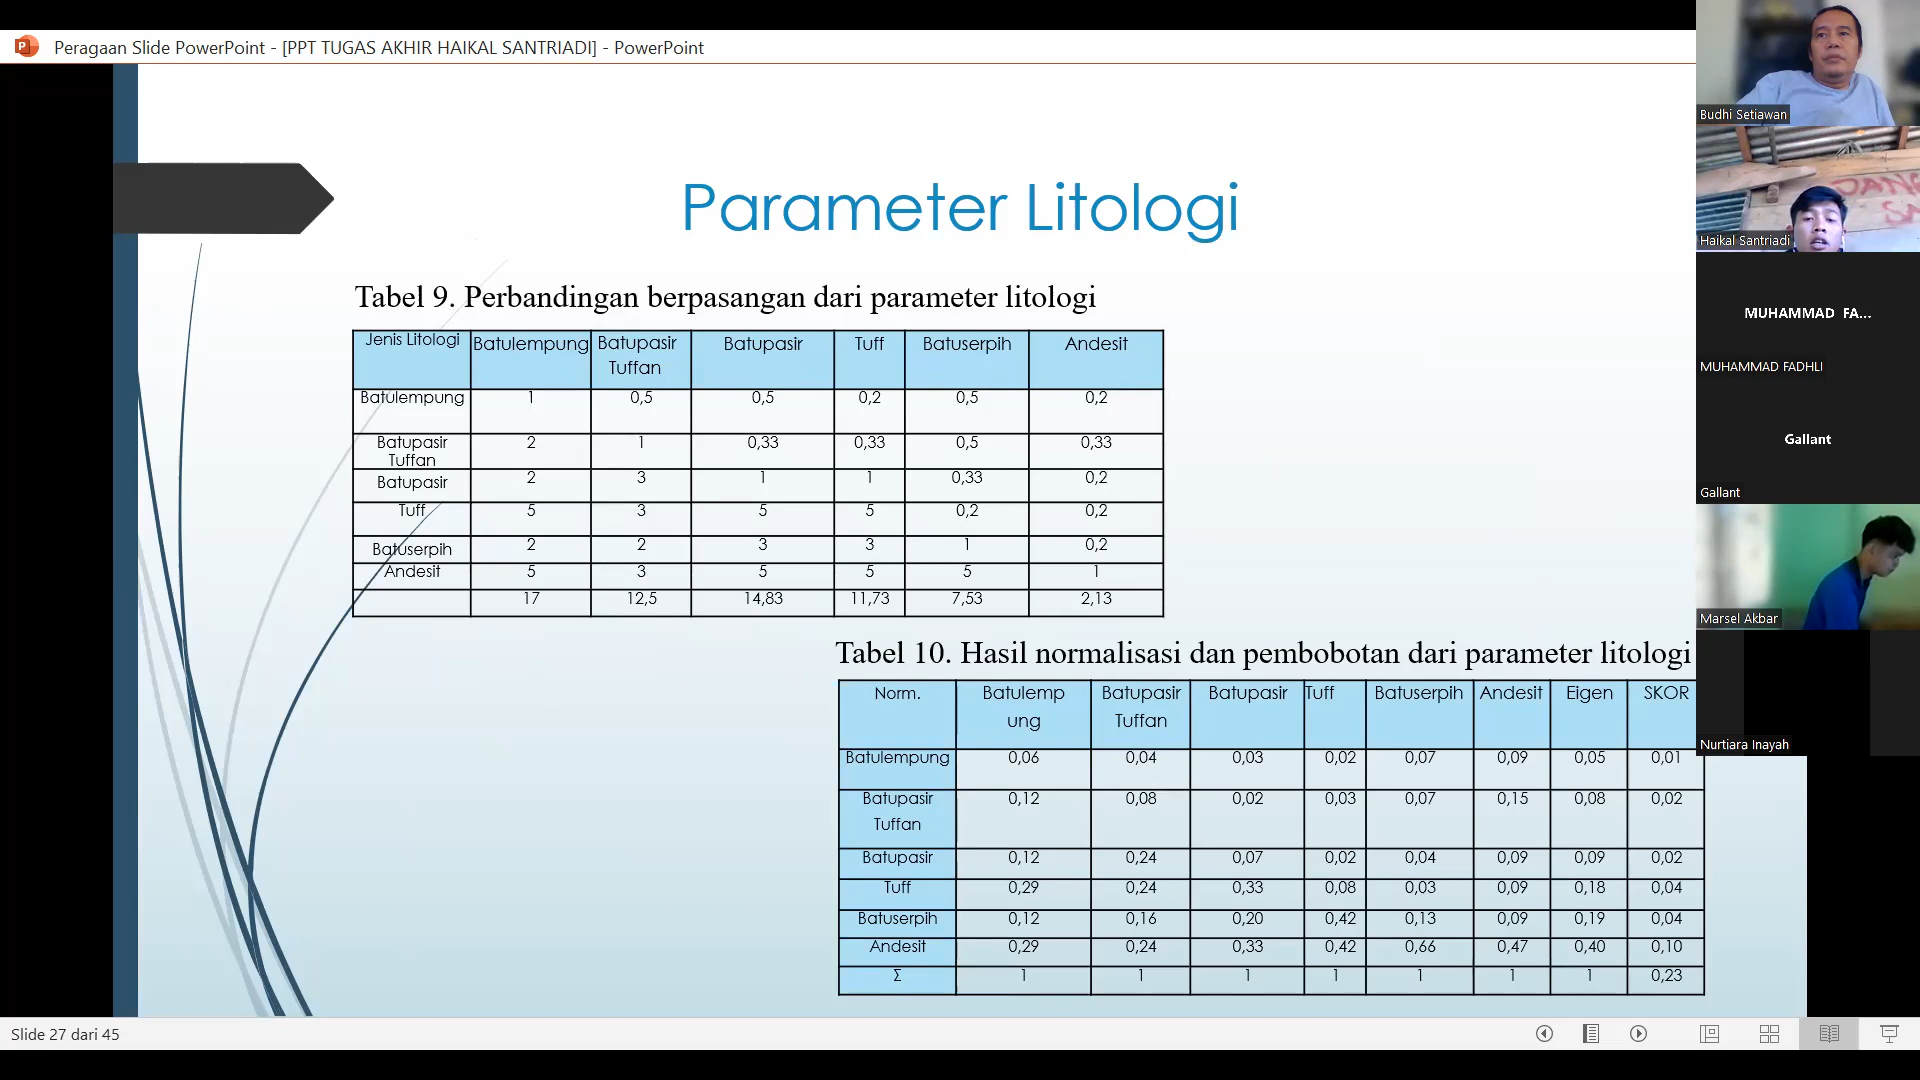 Peragaan Slide PowerPoint - [PPT TUGAS AKHIR HAIKAL SANTRIADI] - PowerPoint
Parameter Litologi
Tabel 9. Perbandingan berpasangan dari parameter litologi
Jenis Litologi Batulempung Batupasir Tuffan Batupasir Tuff Batuserpih Andesit
Batulempung 1 0,5 0,5 0,2 0,5 0,2
Batupasir Tuffan 2 1 0,33 0,33 0,5 0,33
Batupasir 2 3 1 1 0,33 0,2
Tuff 5 3 5 5 0,2 0,2
Batuserpih 2 2 3 3 1 0,2
Andesit 5 3 5 5 5 1
17 12,5 14,83 11,73 7,53 2,13
Tabel 10. Hasil normalisasi dan pembobotan dari parameter litologi
Norm. Batulempung Batupasir Tuffan Batupasir Tuff Batuserpih Andesit Eigen SKOR
Batulempung 0,06 0,04 0,03 0,02 0,07 0,09 0,05 0,01
Batupasir Tuffan 0,12 0,08 0,02 0,03 0,07 0,15 0,08 0,02
Batupasir 0,12 0,24 0,07 0,02 0,04 0,09 0,09 0,02
Tuff 0,29 0,24 0,33 0,08 0,03 0,09 0,18 0,04
Batuserpih 0,12 0,16 0,20 0,42 0,13 0,09 0,19 0,04
Andesit 0,29 0,24 0,33 0,42 0,66 0,47 0,40 0,10
Σ 1 1 1 1 1 1 1 0,23
Slide 27 dari 45
Budhi Setiawan
Haikal Santriadi
MUHAMMAD FA...
MUHAMMAD FADHLI
Gallant
Gallant
Marsel Akbar
Nurtiara Inayah